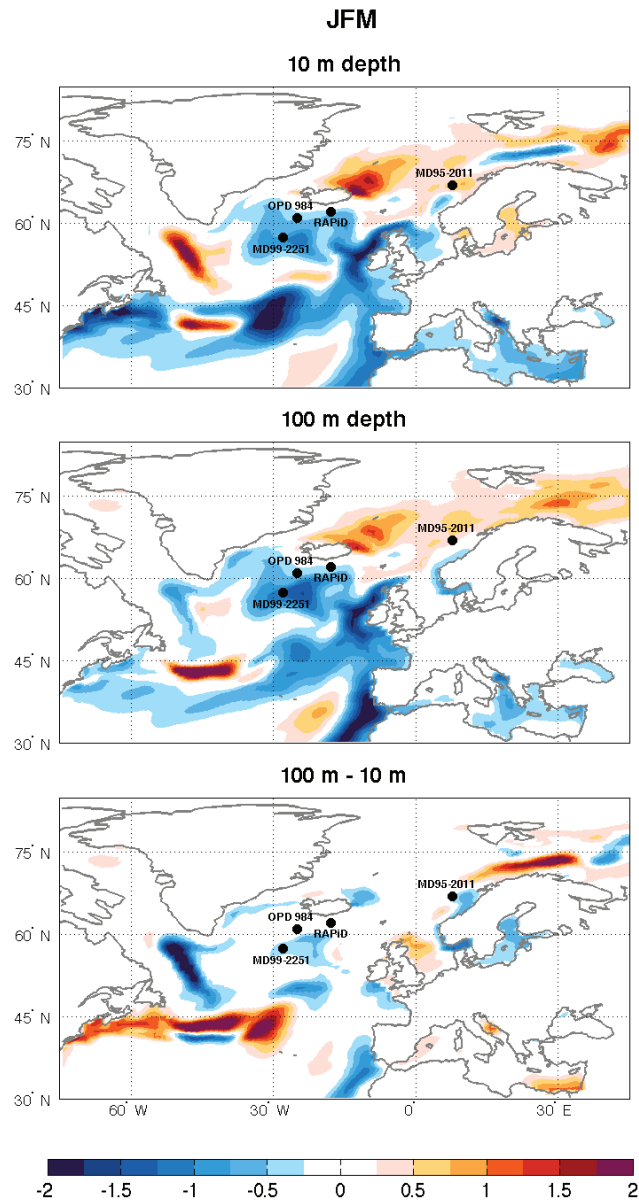 JFM
10 m depth
75° N
MD95-2011
OPD 984
60° N
RAPiD
MD99-2251
45° N
30° N
100 m depth
75° N
MD95-2011
OPD 984
60° N
RAPiD
MD99-2251
45° N
30° N
100 m - 10 m
75° N
MD95-2011
OPD 984
60° N
RAPiD
MD99-2251
45° N
30° N
60° W 30° W 0° 30° E
-2 -1.5 -1 -0.5 0 0.5 1 1.5 2